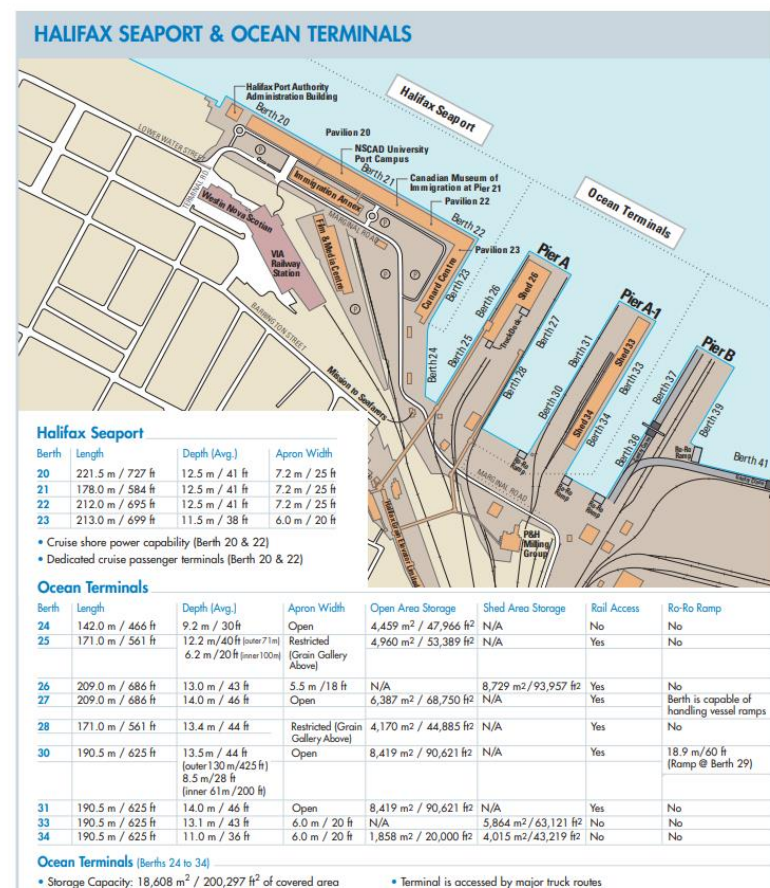 HALIFAX SEAPORT & OCEAN TERMINALS
Halifax Seaport
Ocean Terminals
Halifax Port Authority
Administration Building
Berth 20
Pavilion 20
NSCAD University
Port Campus
Berth 21
Canadian Museum of
Immigration at Pier 21
Pavilion 22
Berth 22
Pavilion 23
LOWER WATER STREET
TERMINAL RD
Immigration Annex
MARGINAL ROAD
Westin Nova Scotian
VIA
Railway
Station
Film & Media Centre
Cunard Centre
Berth 23
Berth 24
Berth 25
Berth 26
Pier A
Shed 26
Truck Dock
Berth 27
Berth 28
Berth 30
Berth 31
Pier A-1
Shed 33
Berth 33
Shed 34
Berth 34
Pier B
Berth 37
Berth 36
Berth 39
Berth 41
Ro-Ro
Ramp
Ro-Ro
Ramp
Ro-Ro
Ramp
Ro-Ro
Ramp
BARRINGTON STREET
Mission to Seafarers
MARGINAL ROAD
P&H
Milling
Group
Halifax Grain Elevator Limited
Halifax Seaport
Berth Length Depth (Avg.) Apron Width
20 221.5 m / 727 ft 12.5 m / 41 ft 7.2 m / 25 ft
21 178.0 m / 584 ft 12.5 m / 41 ft 7.2 m / 25 ft
22 212.0 m / 695 ft 12.5 m / 41 ft 7.2 m / 25 ft
23 213.0 m / 699 ft 11.5 m / 38 ft 6.0 m / 20 ft
• Cruise shore power capability (Berth 20 & 22)
• Dedicated cruise passenger terminals (Berth 20 & 22)
Ocean Terminals
Berth Length Depth (Avg.) Apron Width Open Area Storage Shed Area Storage Rail Access Ro-Ro Ramp
24 142.0 m / 466 ft 9.2 m / 30ft Open 4,459 m² / 47,966 ft² N/A No No
25 171.0 m / 561 ft 12.2 m/40 ft (outer 71m) Restricted 4,960 m² / 53,389 ft² N/A Yes No
6.2 m /20 ft (inner 100m) (Grain Gallery
Above)
26 209.0 m / 686 ft 13.0 m / 43 ft 5.5 m /18 ft N/A 8,729 m²/93,957 ft² Yes No
27 209.0 m / 686 ft 14.0 m / 46 ft Open 6,387 m² / 68,750 ft² N/A Yes Berth is capable of
handling vessel ramps
28 171.0 m / 561 ft 13.4 m / 44 ft Restricted (Grain 4,170 m² / 44,885 ft² N/A Yes No
Gallery Above)
30 190.5 m / 625 ft 13.5m / 44 ft Open 8,419 m² / 90,621 ft² N/A Yes 18.9 m/60 ft
(outer 130 m/425 ft) (Ramp @ Berth 29)
8.5 m/28 ft
(inner 61m /200 ft)
31 190.5 m / 625 ft 14.0 m / 46 ft Open 8,419 m² / 90,621 ft² N/A Yes No
33 190.5 m / 625 ft 13.1 m / 43 ft 6.0 m / 20 ft N/A 5,864 m²/63,121 ft² No No
34 190.5 m / 625 ft 11.0 m / 36 ft 6.0 m / 20 ft 1,858 m² / 20,000 ft² 4,015 m²/43,219 ft² No No
Ocean Terminals (Berths 24 to 34)
• Storage Capacity: 18,608 m² / 200,297 ft² of covered area
• Terminal is accessed by major truck routes